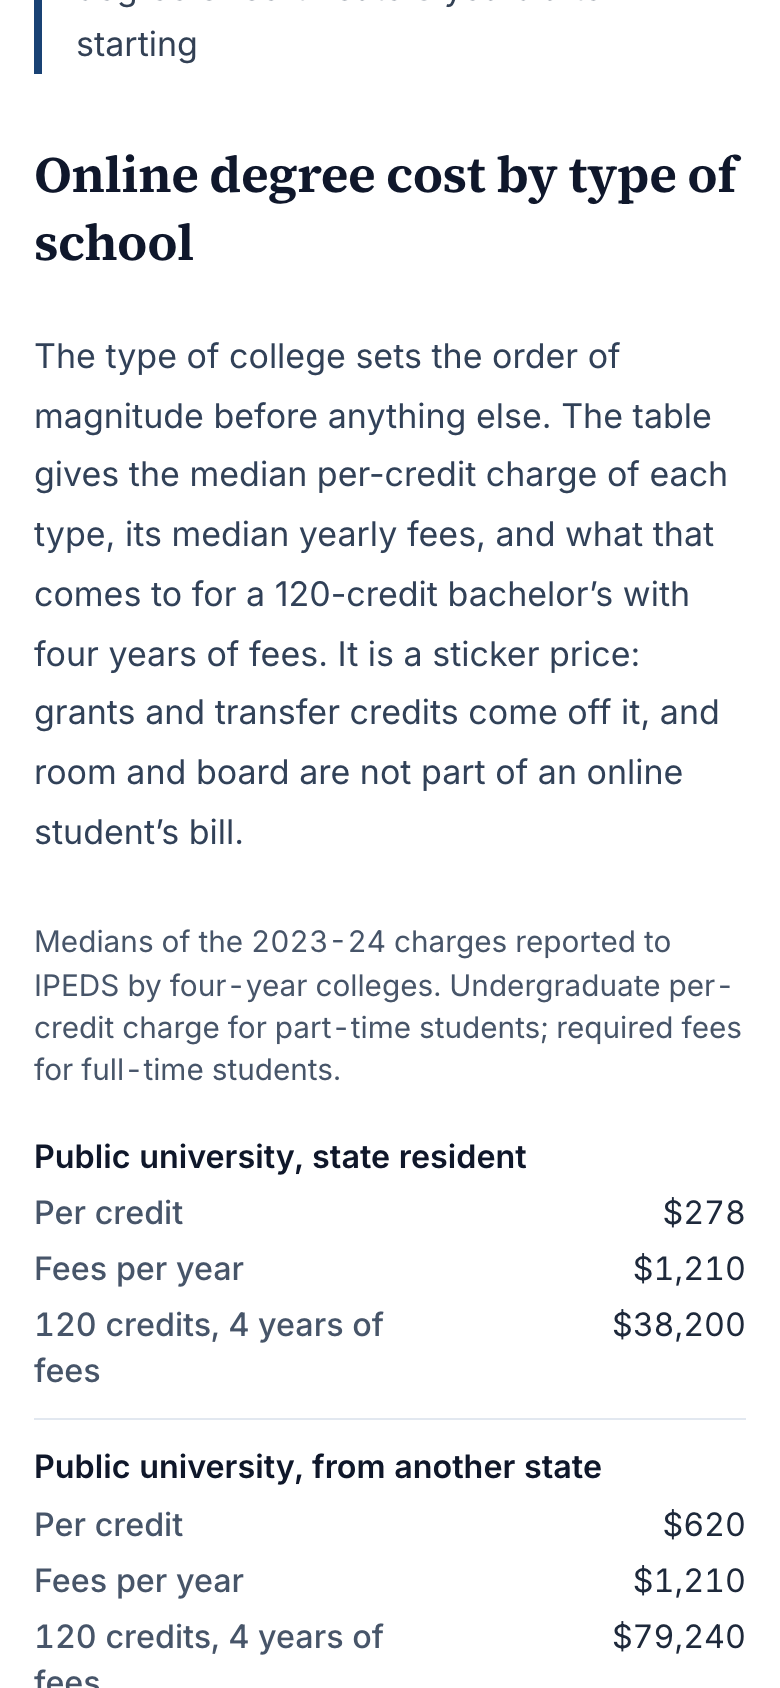 starting
Online degree cost by type of
school
The type of college sets the order of
magnitude before anything else. The table
gives the median per-credit charge of each
type, its median yearly fees, and what that
comes to for a 120-credit bachelor’s with
four years of fees. It is a sticker price:
grants and transfer credits come off it, and
room and board are not part of an online
student’s bill.
Medians of the 2023-24 charges reported to
IPEDS by four-year colleges. Undergraduate per-
credit charge for part-time students; required fees
for full-time students.
Public university, state resident
Per credit $278
Fees per year $1,210
120 credits, 4 years of $38,200
fees
Public university, from another state
Per credit $620
Fees per year $1,210
120 credits, 4 years of $79,240
fees